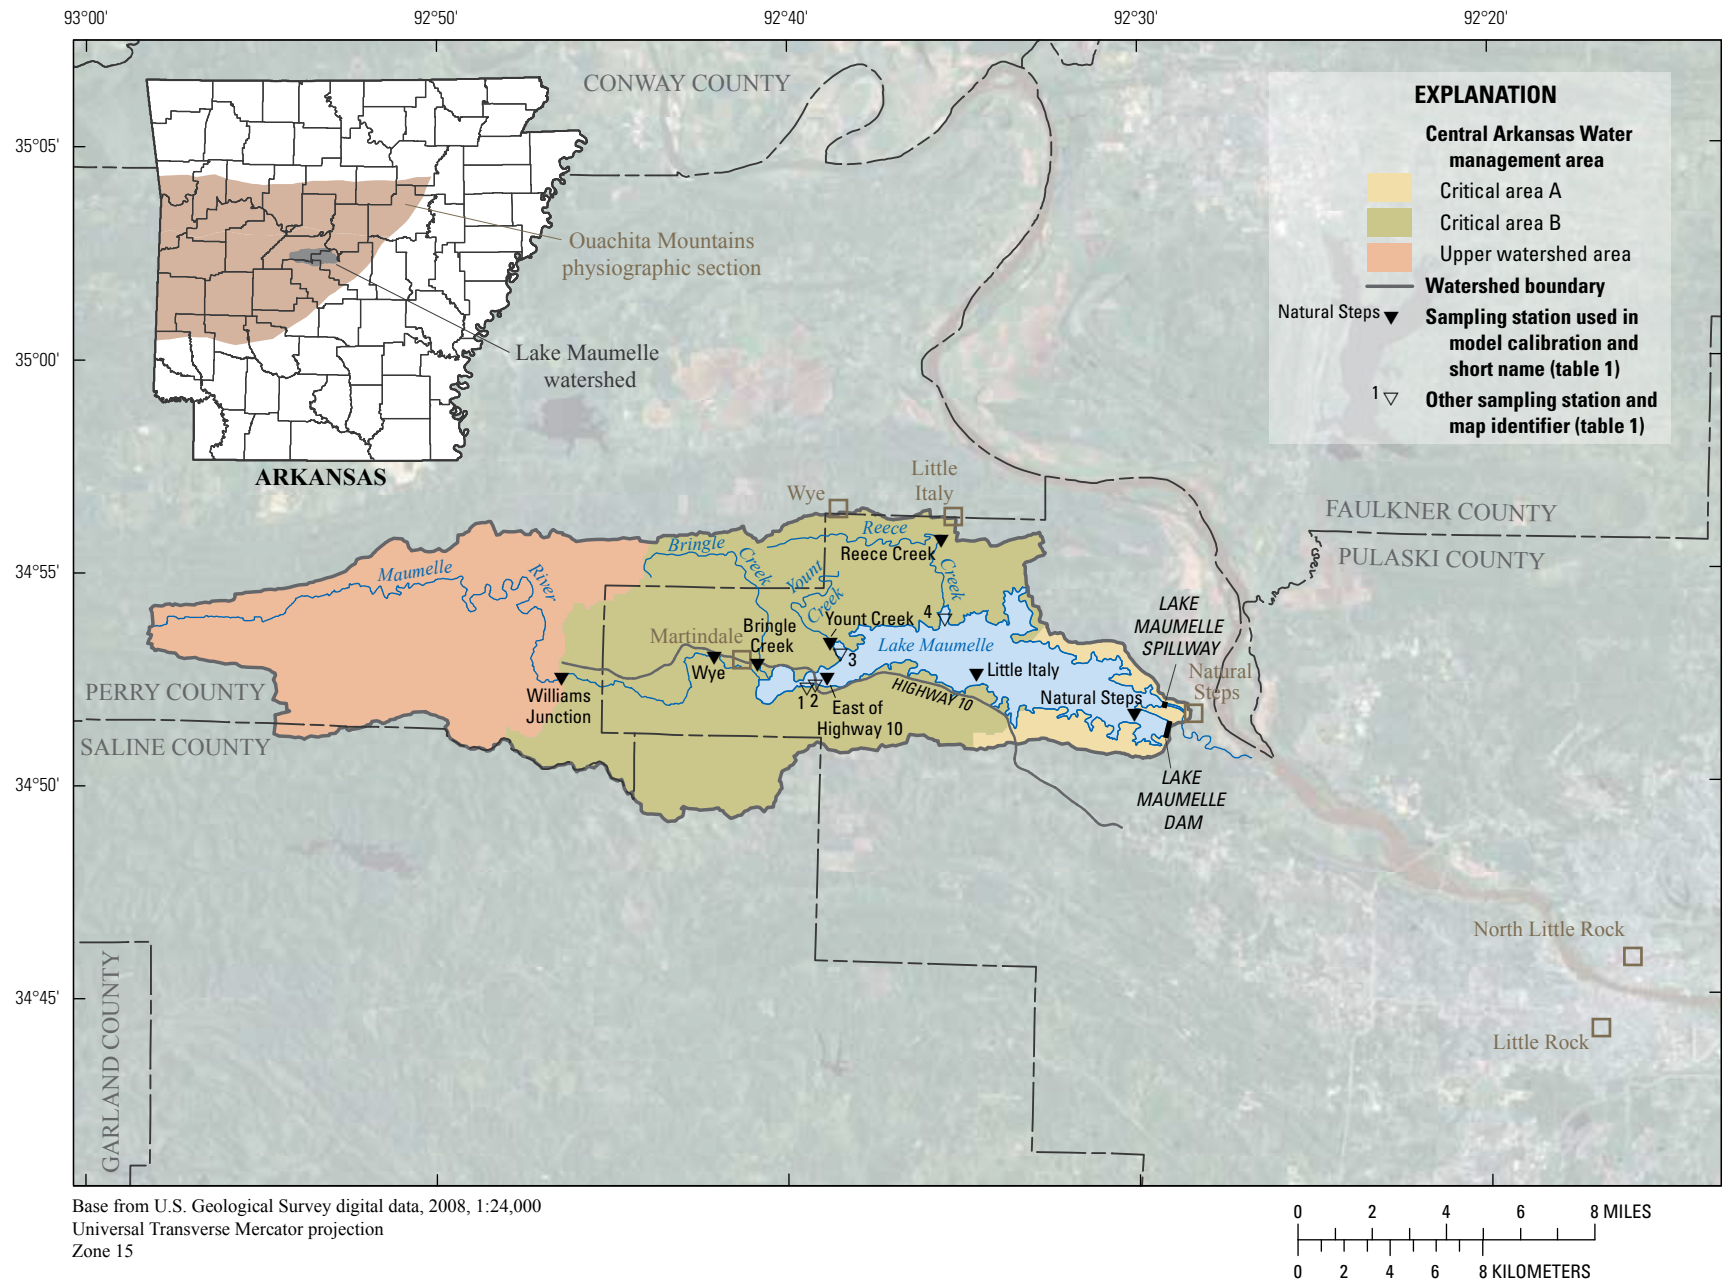 93°00'
92°50'
92°40'
92°30'
92°20'
35°05'
35°00'
34°55'
34°50'
34°45'
CONWAY COUNTY
EXPLANATION
Central Arkansas Water
management area
Critical area A
Critical area B
Upper watershed area
Watershed boundary
Natural Steps
Sampling station used in
model calibration and
short name (table 1)
1
Other sampling station and
map identifier (table 1)
Ouachita Mountains
physiographic section
Lake Maumelle
watershed
ARKANSAS
Wye
Little
Italy
FAULKNER COUNTY
PULASKI COUNTY
Maumelle
River
Bringle
Creek
Reece
Creek
Reece Creek
Yount
Creek
Yount Creek
4
3
Lake Maumelle
LAKE
MAUMELLE
SPILLWAY
Natural
Steps
Martindale
Bringle
Creek
Wye
Williams
Junction
1
2
East of
Highway 10
HIGHWAY 10
Little Italy
Natural Steps
LAKE
MAUMELLE
DAM
PERRY COUNTY
SALINE COUNTY
GARLAND COUNTY
North Little Rock
Little Rock
Base from U.S. Geological Survey digital data, 2008, 1:24,000
Universal Transverse Mercator projection
Zone 15
0 2 4 6 8 MILES
0 2 4 6 8 KILOMETERS